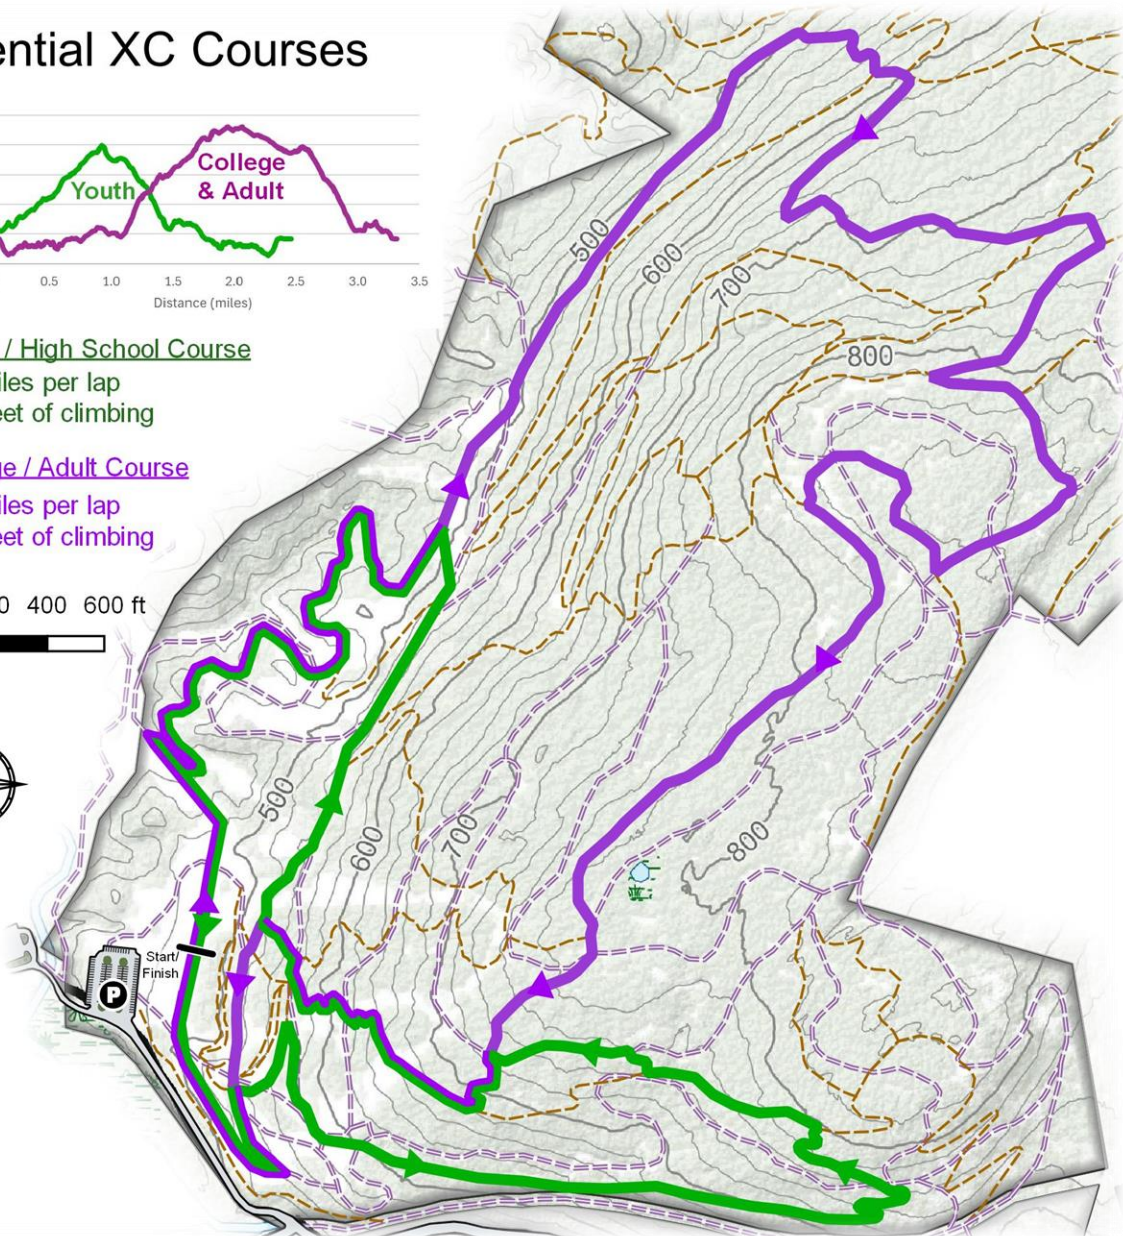 ential XC Courses
College
& Adult
Youth
0.5 1.0 1.5 2.0 2.5 3.0 3.5
Distance (miles)
/ High School Course
iles per lap
eet of climbing
ge / Adult Course
iles per lap
eet of climbing
0 400 600 ft
500
600
700
800
500
600
700
800
Start/
Finish
P